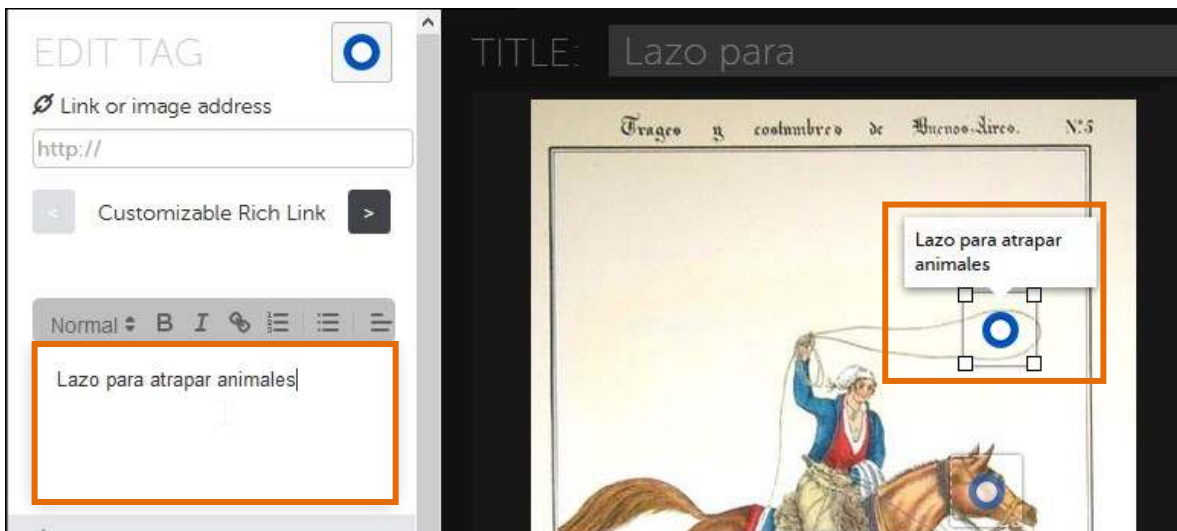 EDIT TAG
Link or image address
http://
< Customizable Rich Link >
Normal B I
Lazo para atrapar animales
TITLE: Lazo para
Trages y costumbres de Buenos-Aires. N.º 5
Lazo para atrapar
animales